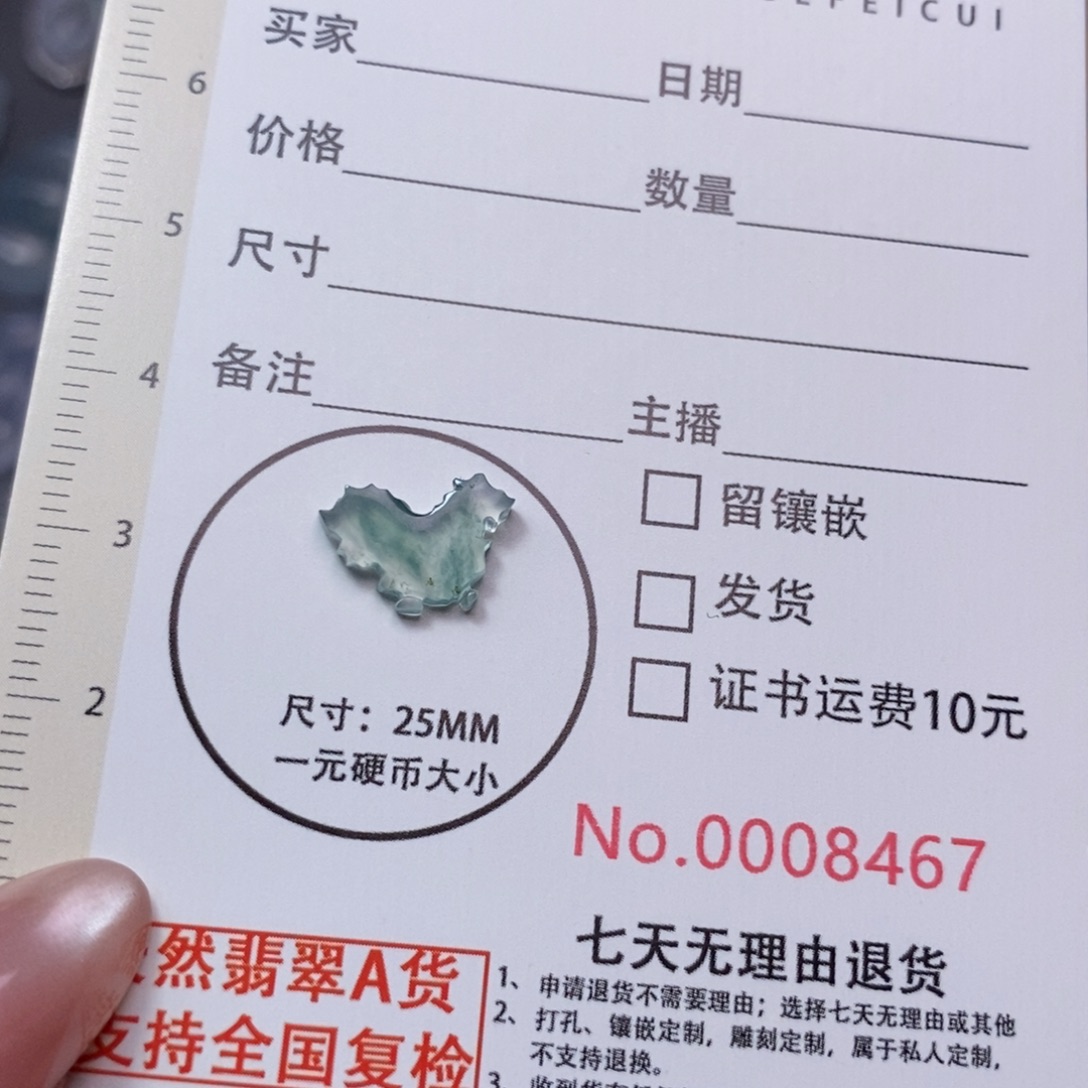 FEICUI
买家 日期
价格 数量
尺寸
备注 主播
留镶嵌
发货
证书运费10元
尺寸：25MM
一元硬币大小
No.0008467
6
5
4
3
2
然翡翠A货
支持全国复检
七天无理由退货
1、申请退货不需要理由；选择七天无理由或其他
2、打孔、镶嵌定制，雕刻定制，属于私人定制，
不支持退换。
3、收到货